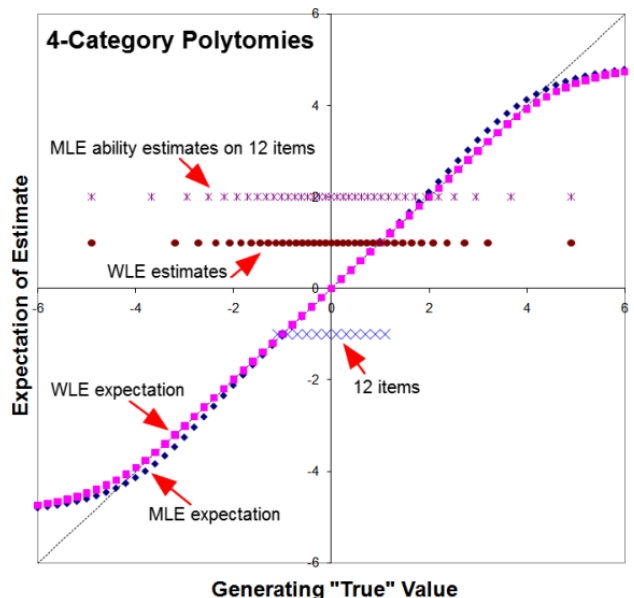 6
4-Category Polytomies
4
MLE ability estimates on 12 items
2
WLE estimates
0
-6
-4
-2
0
2
4
6
12 items
-2
WLE expectation
-4
MLE expectation
-6
Expectation of Estimate
Generating "True" Value